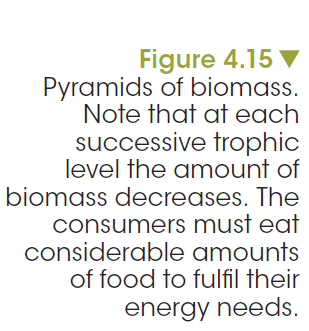 Figure 4.15 ▼
Pyramids of biomass.
Note that at each
successive trophic
level the amount of
biomass decreases. The
consumers must eat
considerable amounts
of food to fulfil their
energy needs.